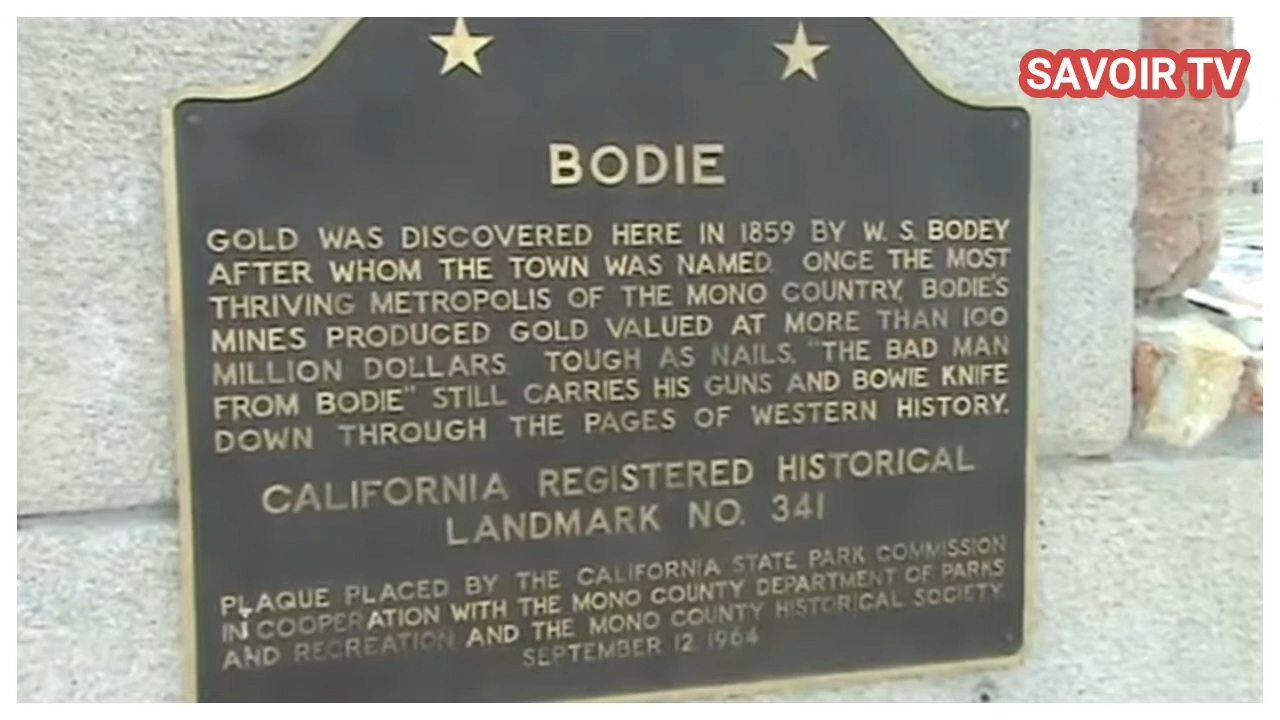 SAVOIR TV
BODIE
GOLD WAS DISCOVERED HERE IN 1859 BY W. S. BODEY
AFTER WHOM THE TOWN WAS NAMED. ONCE THE MOST
THRIVING METROPOLIS OF THE MONO COUNTRY, BODIE'S
MINES PRODUCED GOLD VALUED AT MORE THAN 100
MILLION DOLLARS. TOUGH AS NAILS, "THE BAD MAN
FROM BODIE" STILL CARRIES HIS GUNS AND BOWIE KNIFE
DOWN THROUGH THE PAGES OF WESTERN HISTORY.
CALIFORNIA REGISTERED HISTORICAL
LANDMARK NO. 341
PLAQUE PLACED BY THE CALIFORNIA STATE PARK COMMISSION
IN COOPERATION WITH THE MONO COUNTY DEPARTMENT OF PARKS
AND RECREATION AND THE MONO COUNTY HISTORICAL SOCIETY.
SEPTEMBER 12 1964